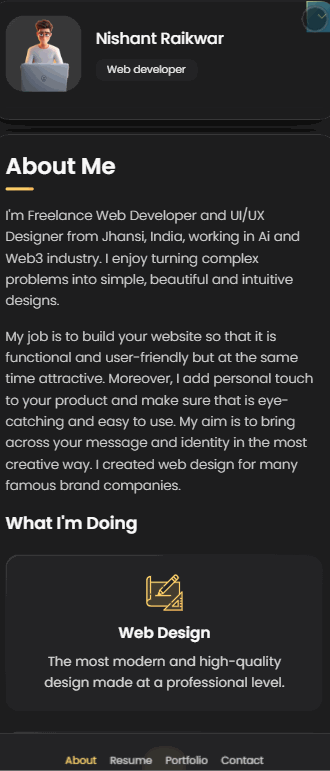 Nishant Raikwar
Web developer
About Me
I'm Freelance Web Developer and UI/UX
Designer from Jhansi, India, working in Ai and
Web3 industry. I enjoy turning complex
problems into simple, beautiful and intuitive
designs.
My job is to build your website so that it is
functional and user-friendly but at the same
time attractive. Moreover, I add personal touch
to your product and make sure that is eye-
catching and easy to use. My aim is to bring
across your message and identity in the most
creative way. I created web design for many
famous brand companies.
What I'm Doing
Web Design
The most modern and high-quality
design made at a professional level.
About Resume Portfolio Contact